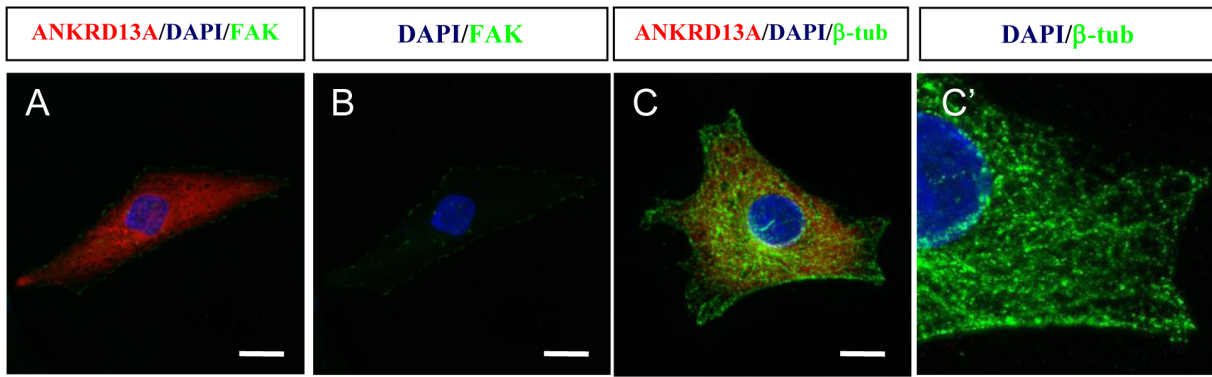 ANKRD13A/DAPI/FAK
DAPI/FAK
ANKRD13A/DAPI/β-tub
DAPI/β-tub
A
B
C
C’